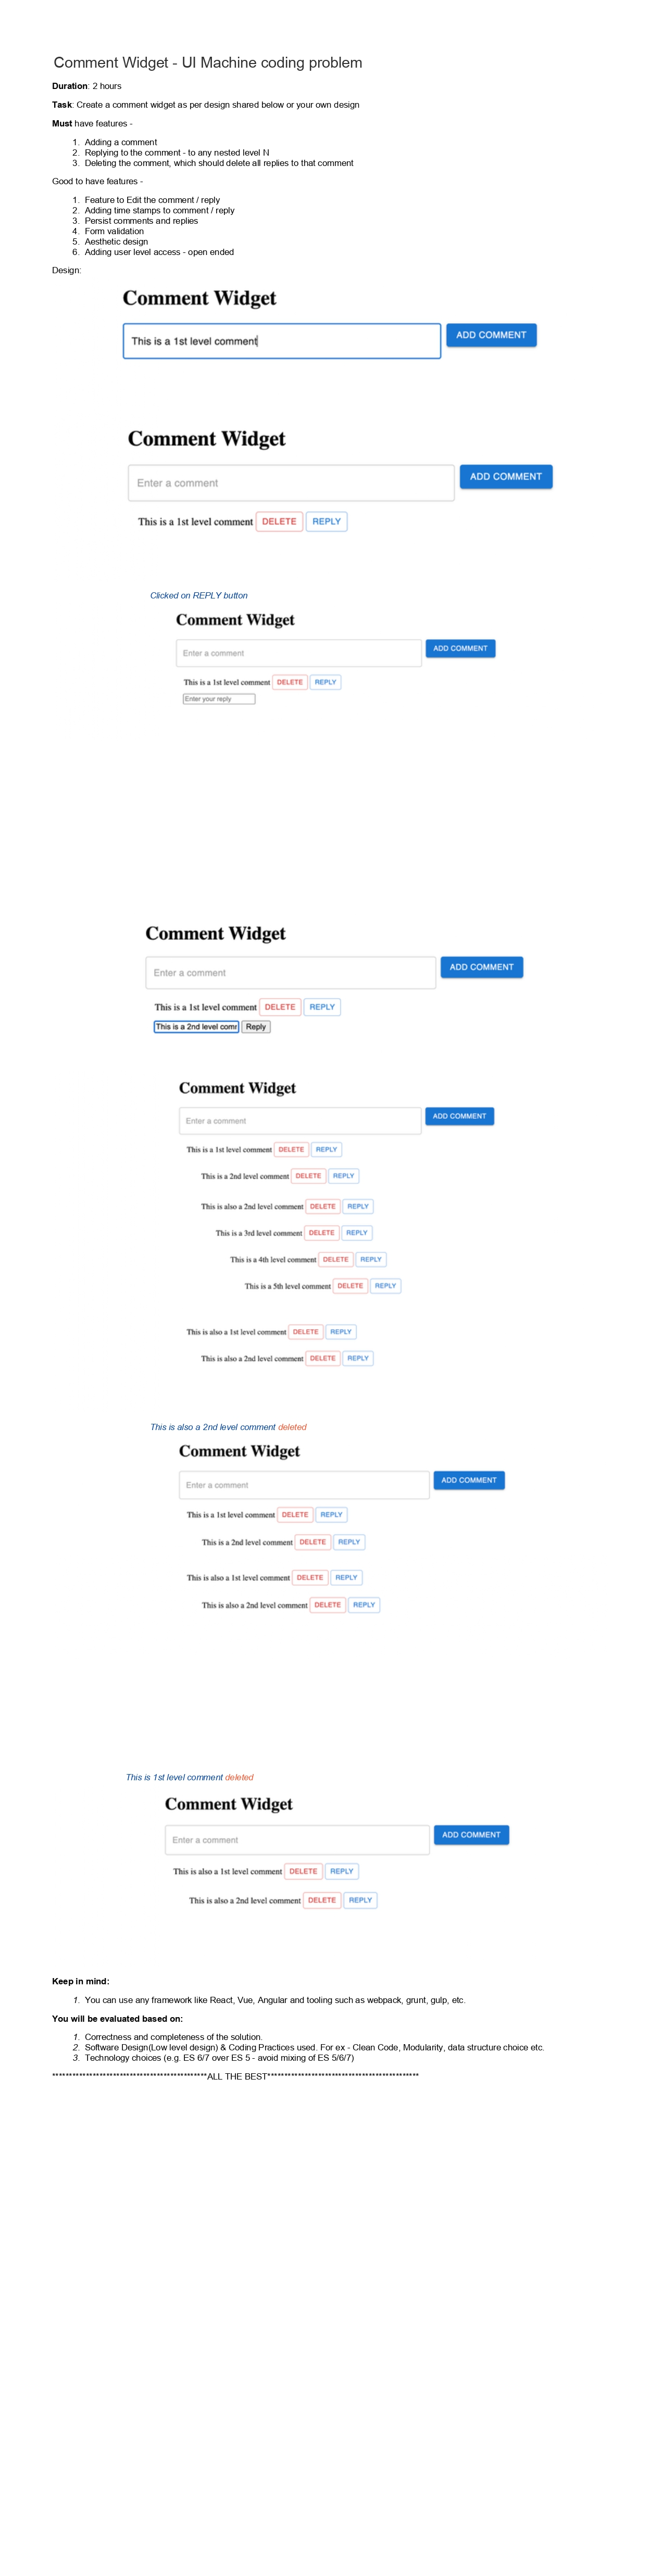 Comment Widget - UI Machine coding problem
Duration: 2 hours
Task: Create a comment widget as per design shared below or your own design
Must have features -
1. Adding a comment
2. Replying to the comment - to any nested level N
3. Deleting the comment, which should delete all replies to that comment
Good to have features -
1. Feature to Edit the comment / reply
2. Adding time stamps to comment / reply
3. Persist comments and replies
4. Form validation
5. Aesthetic design
6. Adding user level access - open ended
Design:
Comment Widget
This is a 1st level comment ADD COMMENT
Comment Widget
Enter a comment ADD COMMENT
This is a 1st level comment DELETE REPLY
Clicked on REPLY button
Comment Widget
Enter a comment ADD COMMENT
This is a 1st level comment DELETE REPLY
Enter your reply
Comment Widget
Enter a comment ADD COMMENT
This is a 1st level comment DELETE REPLY
This is a 2nd level comm Reply
Comment Widget
Enter a comment ADD COMMENT
This is a 1st level comment DELETE REPLY
This is a 2nd level comment DELETE REPLY
This is also a 2nd level comment DELETE REPLY
This is a 3rd level comment DELETE REPLY
This is a 4th level comment DELETE REPLY
This is a 5th level comment DELETE REPLY
This is also a 1st level comment DELETE REPLY
This is also a 2nd level comment DELETE REPLY
This is also a 2nd level comment deleted
Comment Widget
Enter a comment ADD COMMENT
This is a 1st level comment DELETE REPLY
This is a 2nd level comment DELETE REPLY
This is also a 1st level comment DELETE REPLY
This is also a 2nd level comment DELETE REPLY
This is 1st level comment deleted
Comment Widget
Enter a comment ADD COMMENT
This is also a 1st level comment DELETE REPLY
This is also a 2nd level comment DELETE REPLY
Keep in mind:
1. You can use any framework like React, Vue, Angular and tooling such as webpack, grunt, gulp, etc.
You will be evaluated based on:
1. Correctness and completeness of the solution.
2. Software Design(Low level design) & Coding Practices used. For ex - Clean Code, Modularity, data structure choice etc.
3. Technology choices (e.g. ES 6/7 over ES 5 - avoid mixing of ES 5/6/7)
**********************************************ALL THE BEST*********************************************